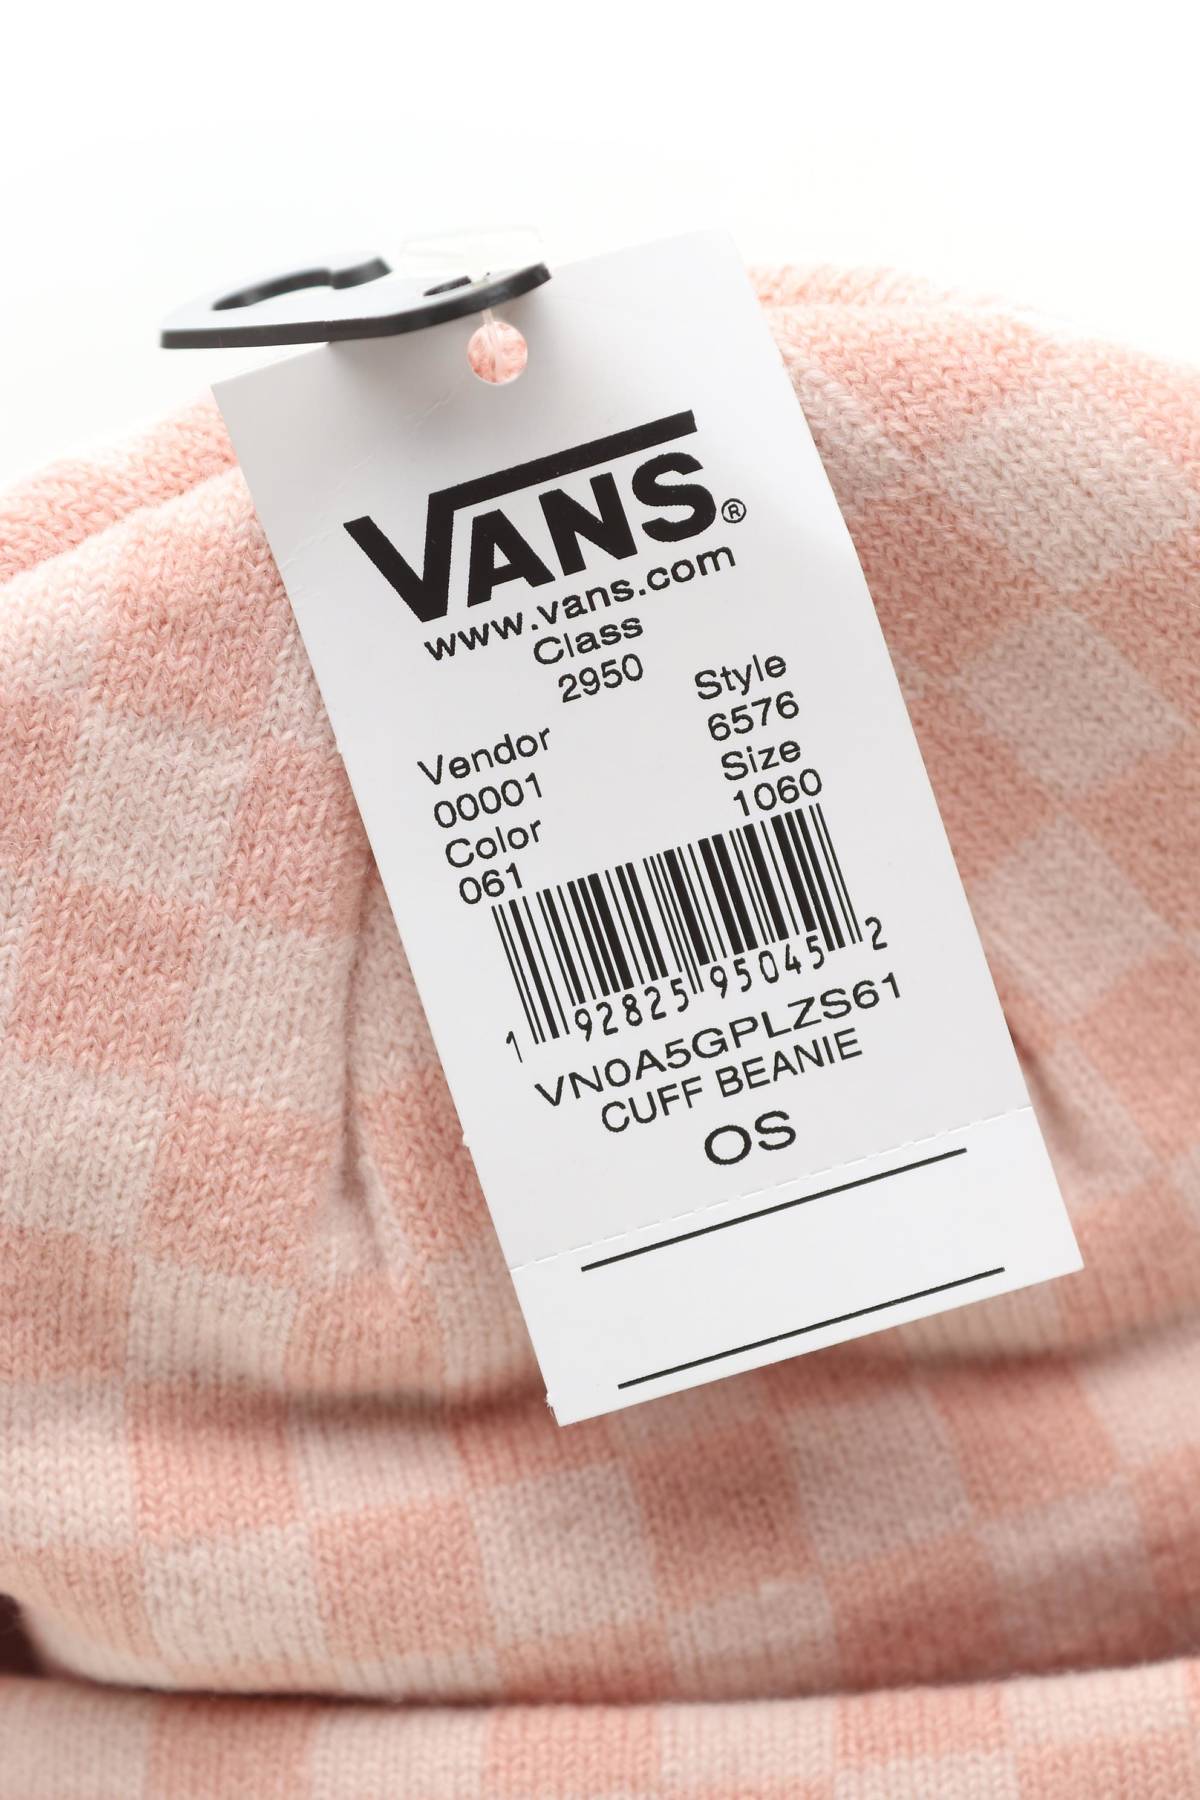 VANS®
www.vans.com
Class
2950
Style
6576
Vendor
00001
Size
1060
Color
061
1 92825 95045 2
VN0A5GPLZS61
CUFF BEANIE
OS